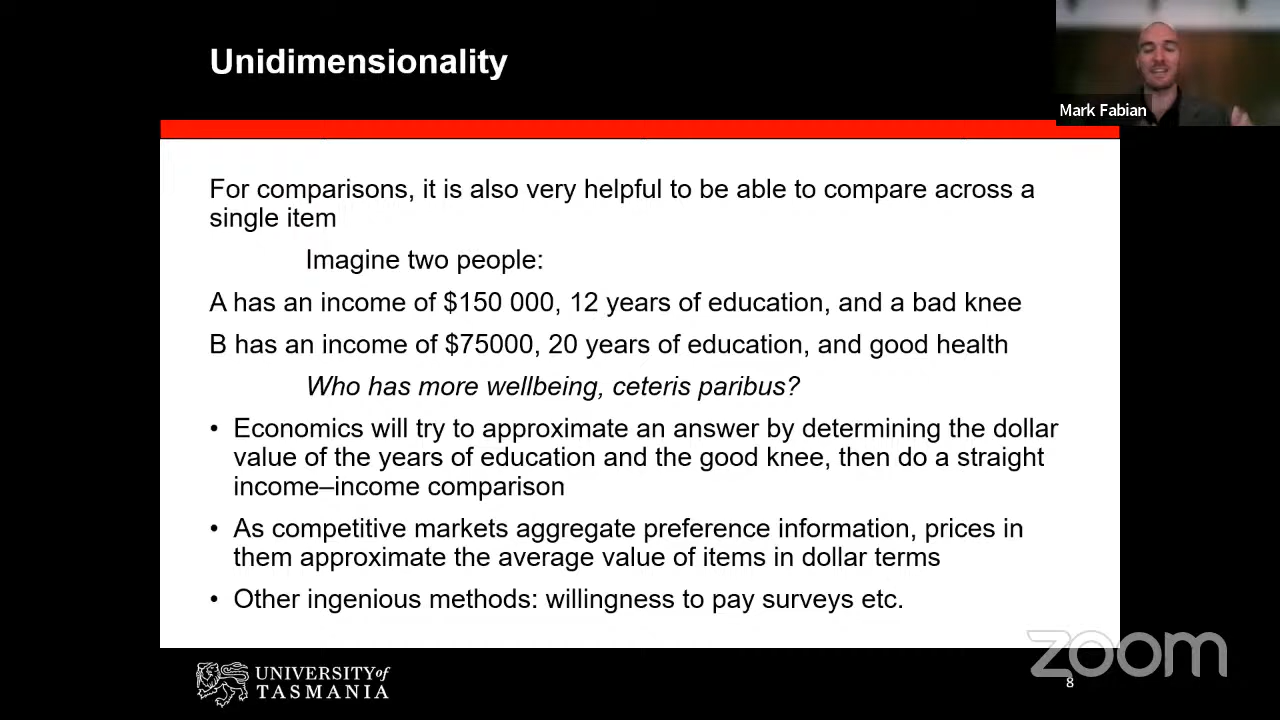 Unidimensionality
Mark Fabian
For comparisons, it is also very helpful to be able to compare across a
single item
Imagine two people:
A has an income of $150 000, 12 years of education, and a bad knee
B has an income of $75000, 20 years of education, and good health
Who has more wellbeing, ceteris paribus?
• Economics will try to approximate an answer by determining the dollar
value of the years of education and the good knee, then do a straight
income–income comparison
• As competitive markets aggregate preference information, prices in
them approximate the average value of items in dollar terms
• Other ingenious methods: willingness to pay surveys etc.
zoom
UNIVERSITY of
TASMANIA
8